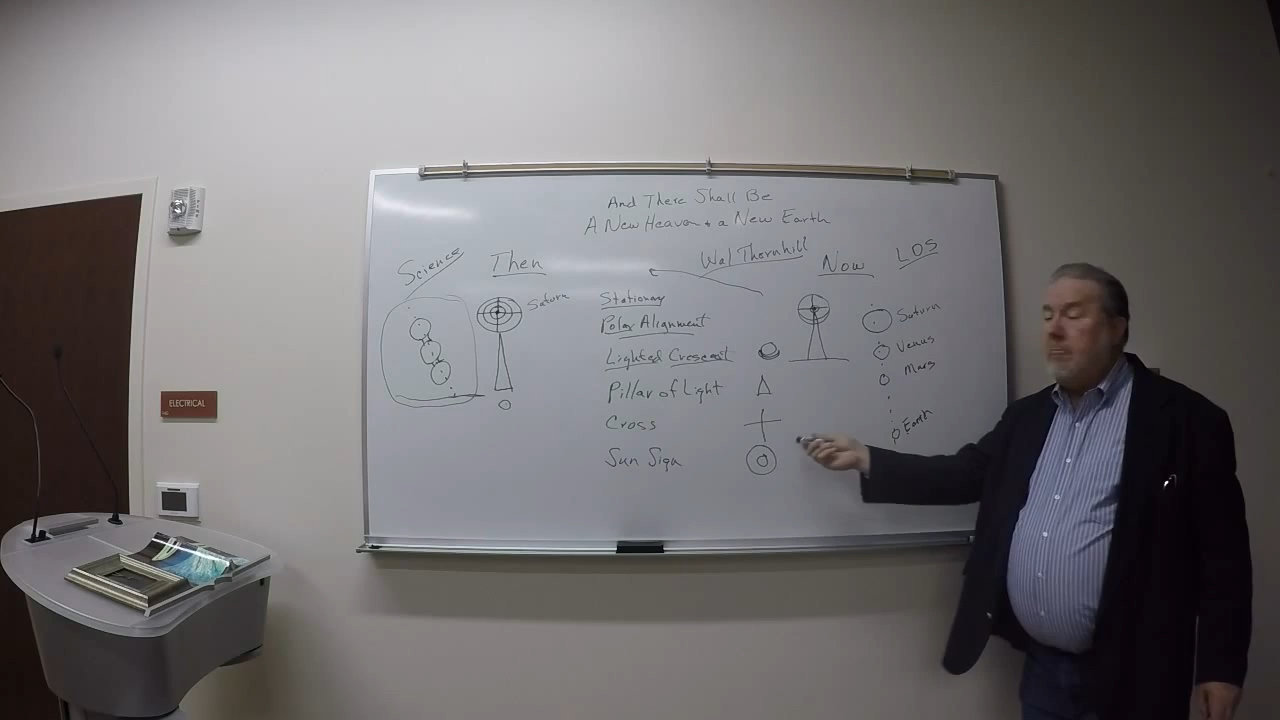 And There Shall Be
A New Heaven + a New Earth
Science
Then
Wal Thornhill
Now
LDS
Saturn
Stationary
Polar Alignment
Lighted Crescent
Pillar of Light
Cross
Sun Sign
Saturn
Venus
Mars
Earth
ELECTRICAL